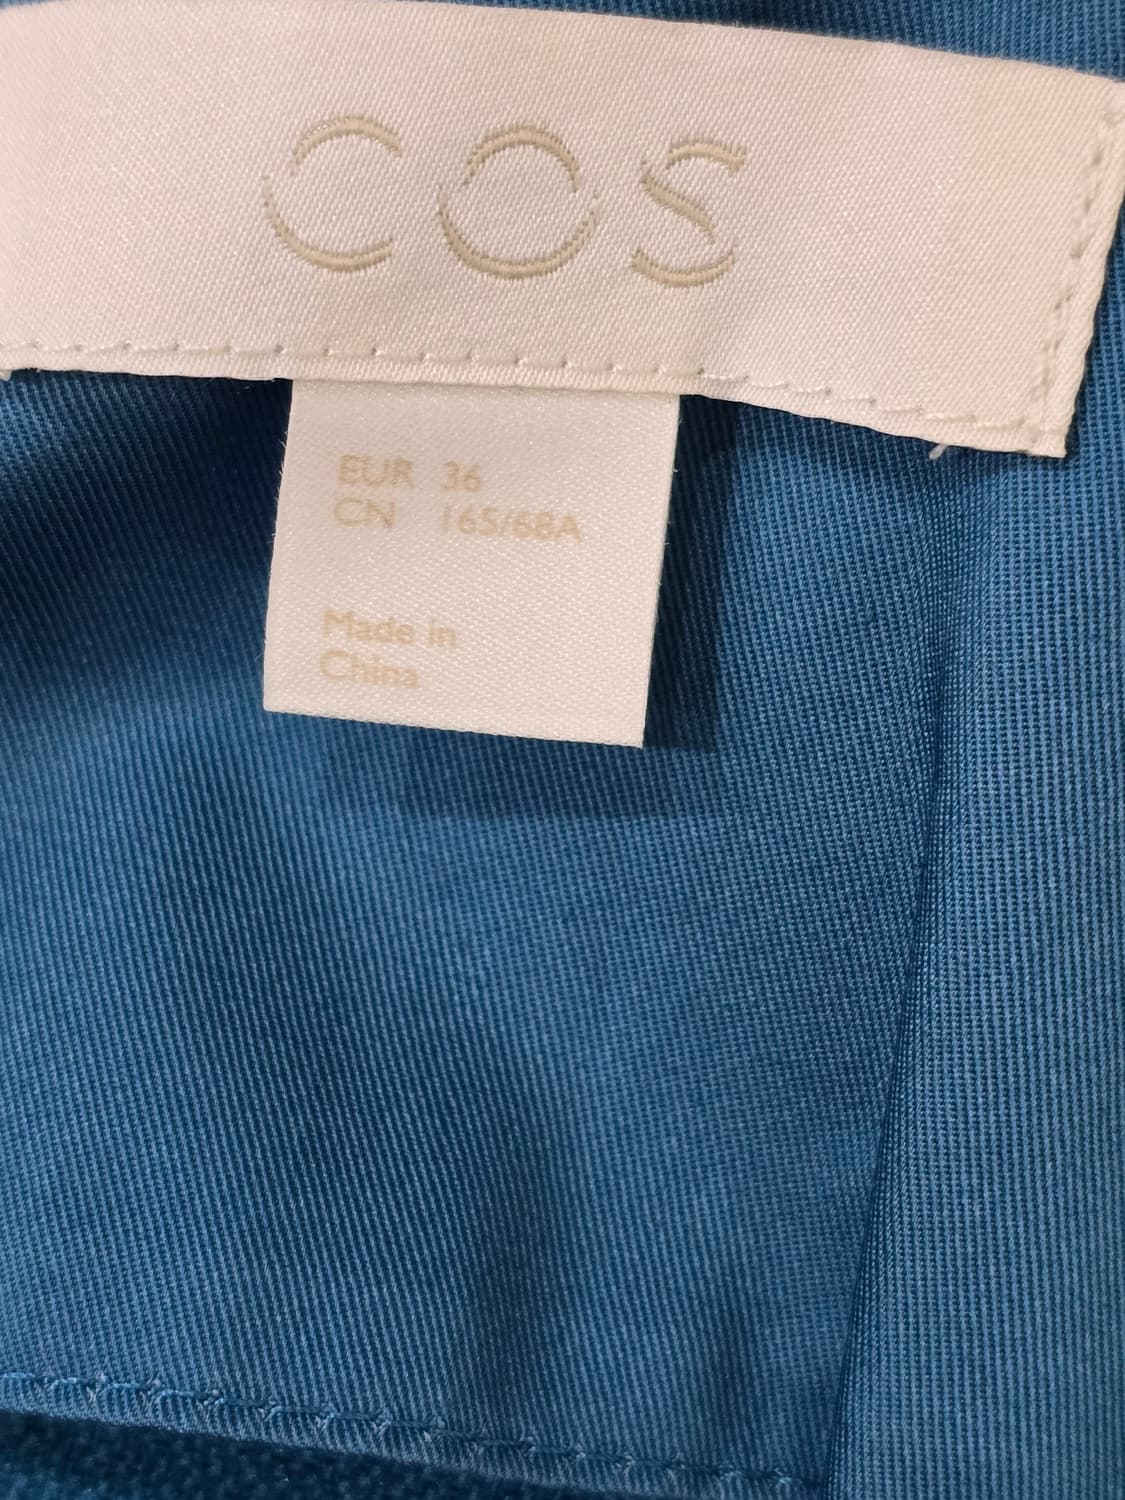 COS
EUR 36
CN 165/68A
Made in
China